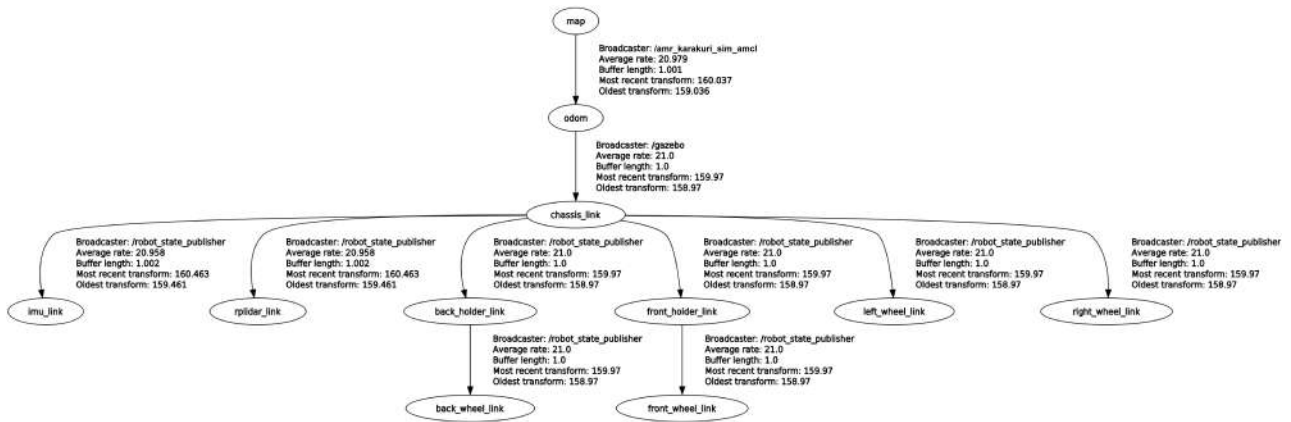 map
Broadcaster: /amr_karakuri_sim_amcl
Average rate: 20.979
Buffer length: 1.001
Most recent transform: 160.037
Oldest transform: 159.036
odom
Broadcaster: /gazebo
Average rate: 21.0
Buffer length: 1.0
Most recent transform: 159.97
Oldest transform: 158.97
chassis_link
Broadcaster: /robot_state_publisher
Average rate: 20.958
Buffer length: 1.002
Most recent transform: 160.463
Oldest transform: 159.461
Broadcaster: /robot_state_publisher
Average rate: 20.958
Buffer length: 1.002
Most recent transform: 160.463
Oldest transform: 159.461
Broadcaster: /robot_state_publisher
Average rate: 21.0
Buffer length: 1.0
Most recent transform: 159.97
Oldest transform: 158.97
Broadcaster: /robot_state_publisher
Average rate: 21.0
Buffer length: 1.0
Most recent transform: 159.97
Oldest transform: 158.97
Broadcaster: /robot_state_publisher
Average rate: 21.0
Buffer length: 1.0
Most recent transform: 159.97
Oldest transform: 158.97
Broadcaster: /robot_state_publisher
Average rate: 21.0
Buffer length: 1.0
Most recent transform: 159.97
Oldest transform: 158.97
imu_link
rplidar_link
back_holder_link
front_holder_link
left_wheel_link
right_wheel_link
Broadcaster: /robot_state_publisher
Average rate: 21.0
Buffer length: 1.0
Most recent transform: 159.97
Oldest transform: 158.97
Broadcaster: /robot_state_publisher
Average rate: 21.0
Buffer length: 1.0
Most recent transform: 159.97
Oldest transform: 158.97
back_wheel_link
front_wheel_link